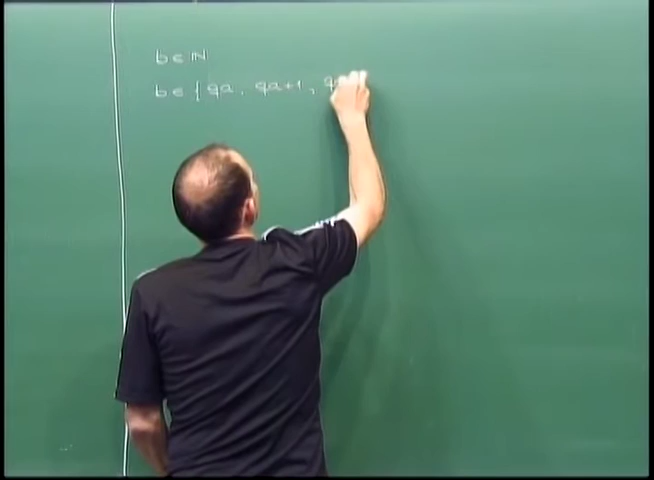 b ∈ ℕ
b ∈ { qa, qa+1, q